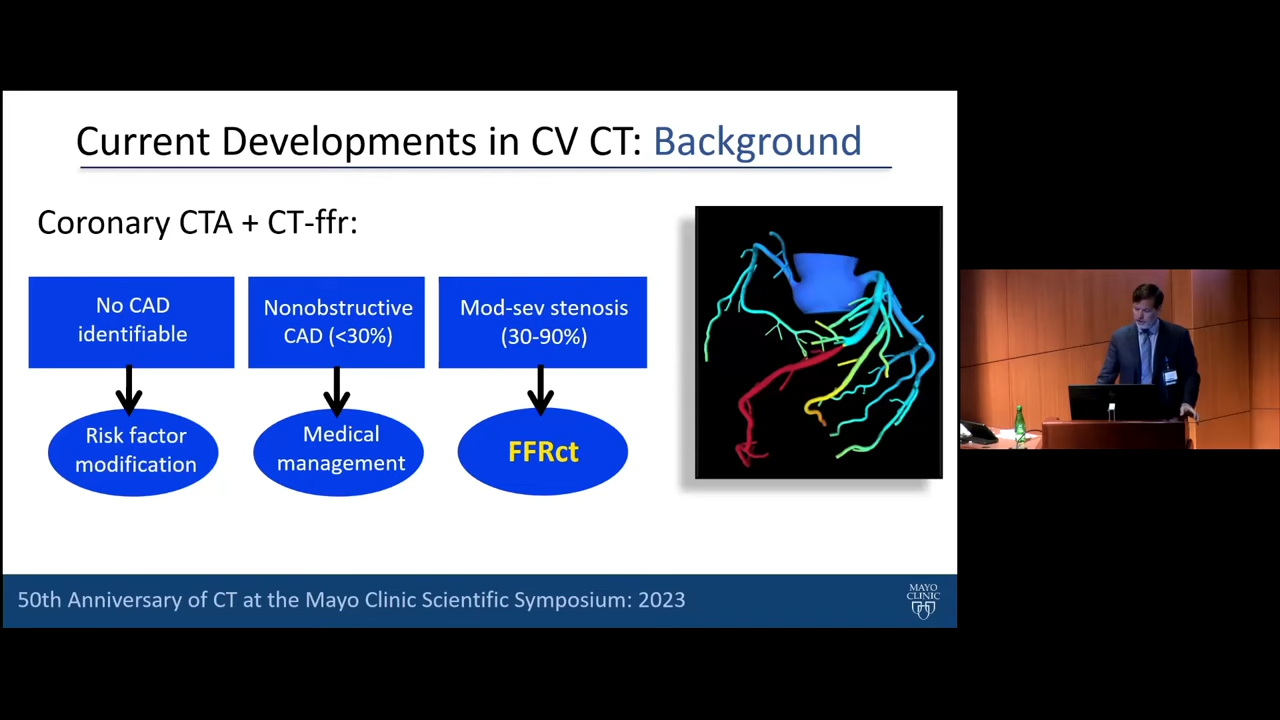 Current Developments in CV CT: Background
Coronary CTA + CT-ffr:
No CAD
identifiable
Nonobstructive
CAD (<30%)
Mod-sev stenosis
(30-90%)
Risk factor
modification
Medical
management
FFRct
50th Anniversary of CT at the Mayo Clinic Scientific Symposium: 2023
MAYO
CLINIC